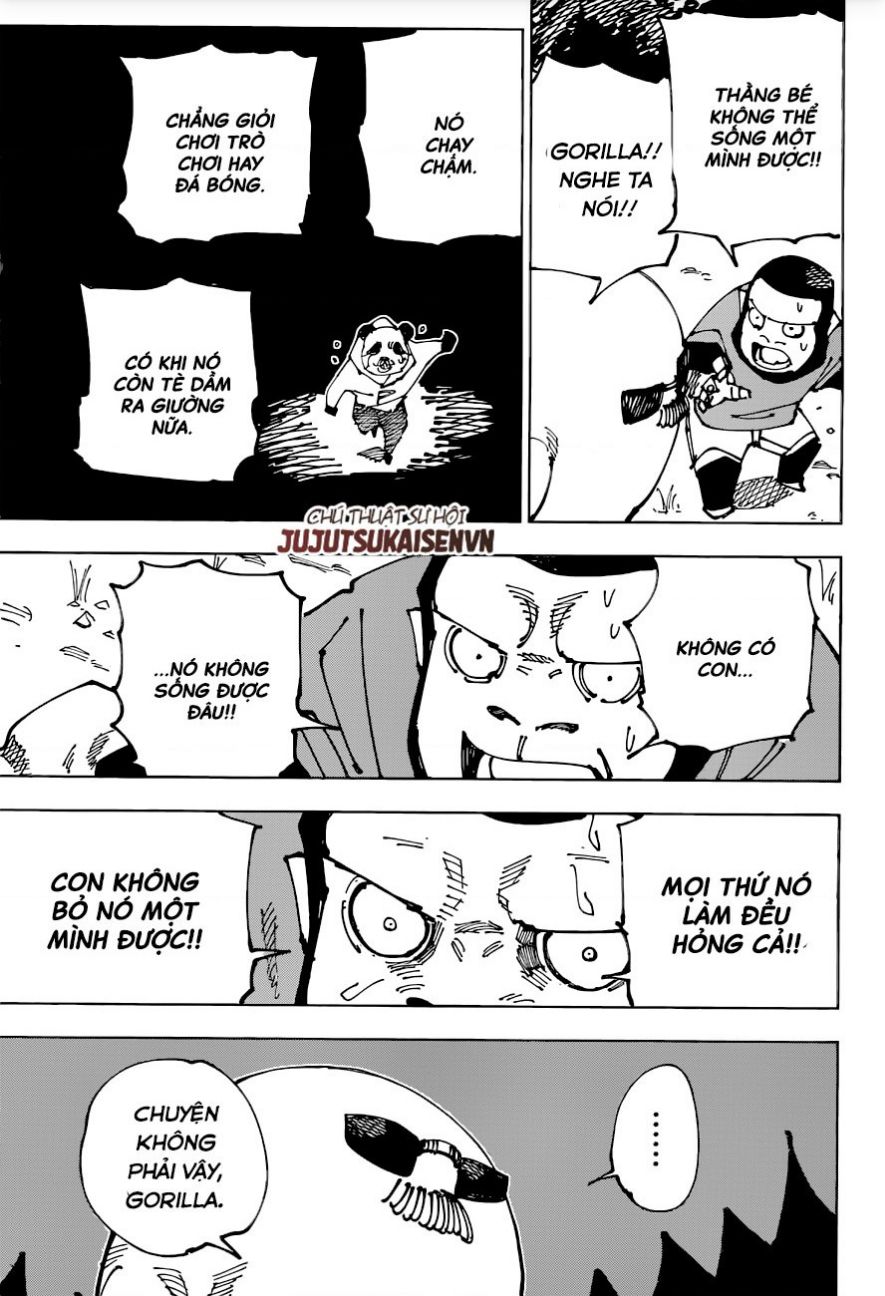 THẰNG BÉ
KHÔNG THỂ
SỐNG MỘT
MÌNH ĐƯỢC!!
GORILLA!!
NGHE TA
NÓI!!
NÓ
CHẠY
CHẬM.
CHẲNG GIỎI
CHƠI TRÒ
CHƠI HAY
ĐÁ BÓNG.
CÓ KHI NÓ
CÒN TÈ DẦM
RA GIƯỜNG
NỮA.
CHÚ THUẬT SƯ HỒI
JUJUTSUKAISENVN
KHÔNG CÓ
CON...
...NÓ KHÔNG
SỐNG ĐƯỢC
ĐÂU!!
MỌI THỨ NÓ
LÀM ĐỀU
HỎNG CẢ!!
CON KHÔNG
BỎ NÓ MỘT
MÌNH ĐƯỢC!!
......
CHUYỆN
KHÔNG
PHẢI VẬY,
GORILLA.